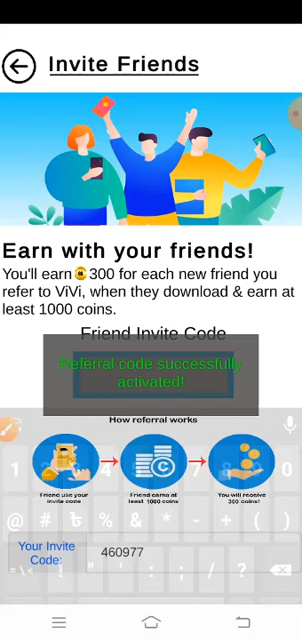 Invite Friends
Earn with your friends!
You'll earn 300 for each new friend you
refer to ViVi, when they download & earn at
least 1000 coins.
Friend Invite Code
Referral code successfully
activated!
How referral works
Friend use your
invite code
Friend earns at
least 1000 coins
You will receive
300 coins!
Your Invite
Code:
460977